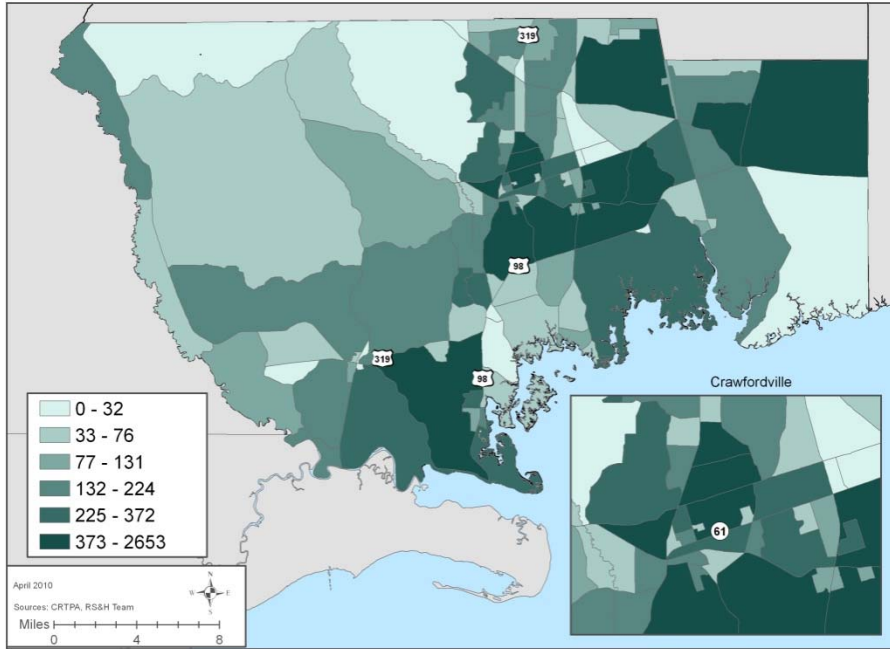 319
98
319
98
Crawfordville
61
0 - 32
33 - 76
77 - 131
132 - 224
225 - 372
373 - 2653
April 2010
N
W E
S
Sources: CRTPA, RS&H Team
Miles
0 4 8